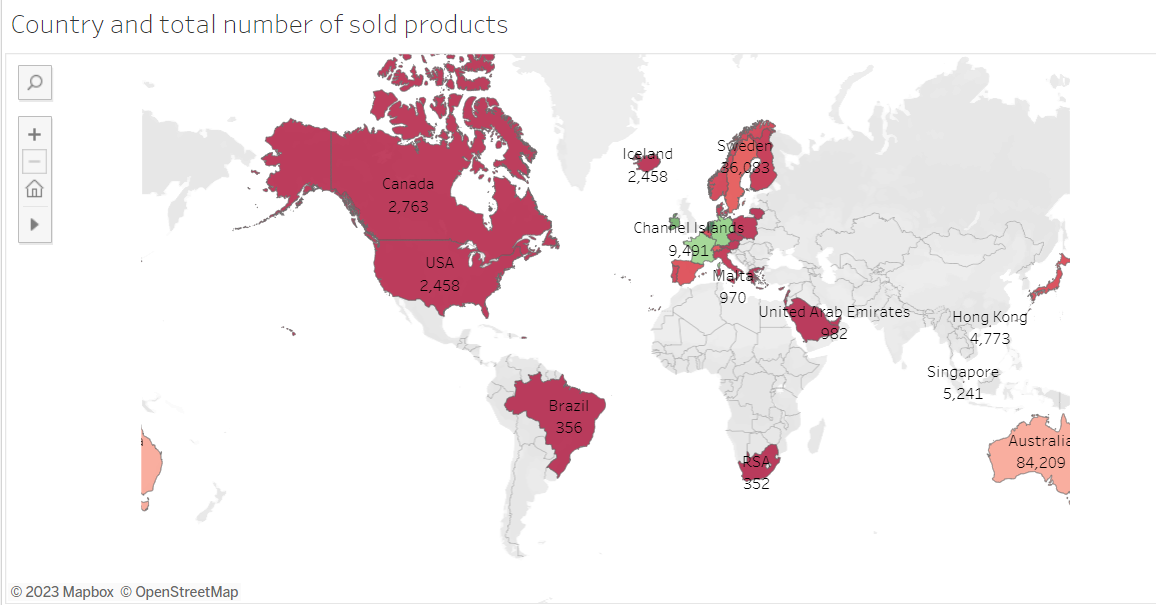 Country and total number of sold products
Iceland
2,458
Sweden
36,083
Canada
2,763
Channel Islands
9,491
USA
2,458
Malta
970
United Arab Emirates
982
Hong Kong
4,773
Singapore
5,241
Brazil
356
RSA
352
Australia
84,209
© 2023 Mapbox © OpenStreetMap